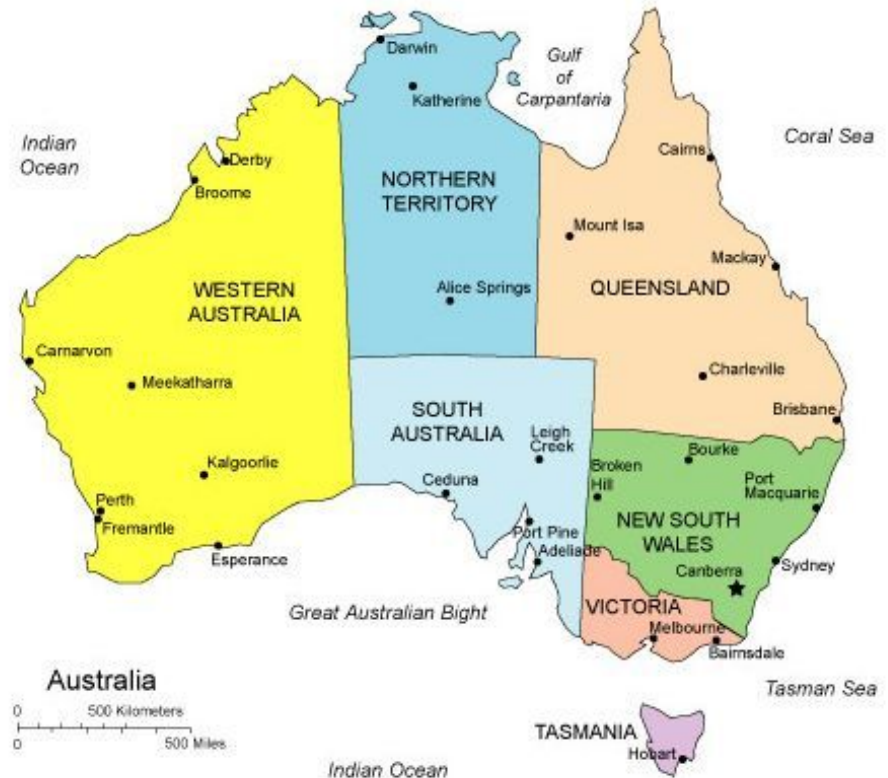 Darwin
Katherine
Gulf
of
Carpantaria
Indian
Ocean
Coral Sea
Derby
Broome
NORTHERN
TERRITORY
Cairns
Mount Isa
Mackay
WESTERN
AUSTRALIA
Alice Springs
QUEENSLAND
Carnarvon
Meekatharra
Charleville
SOUTH
AUSTRALIA
Brisbane
Leigh
Creek
Bourke
Kalgoorlie
Ceduna
Broken
Hill
Port
Macquarie
Perth
Fremantle
Port Pine
NEW SOUTH
WALES
Esperance
Adeliade
Sydney
Canberra
Great Australian Bight
VICTORIA
Melbourne
Bairnsdale
Australia
Tasman Sea
0 500 Kilometers
0 500 Miles
TASMANIA
Hobart
Indian Ocean